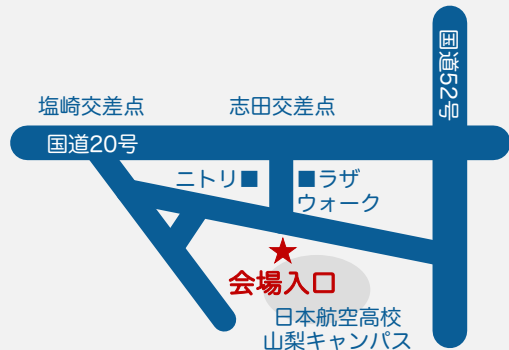 国道52号
塩崎交差点
志田交差点
国道20号
ニトリ■
■ラザ
ウォーク
会場入口
日本航空高校
山梨キャンパス